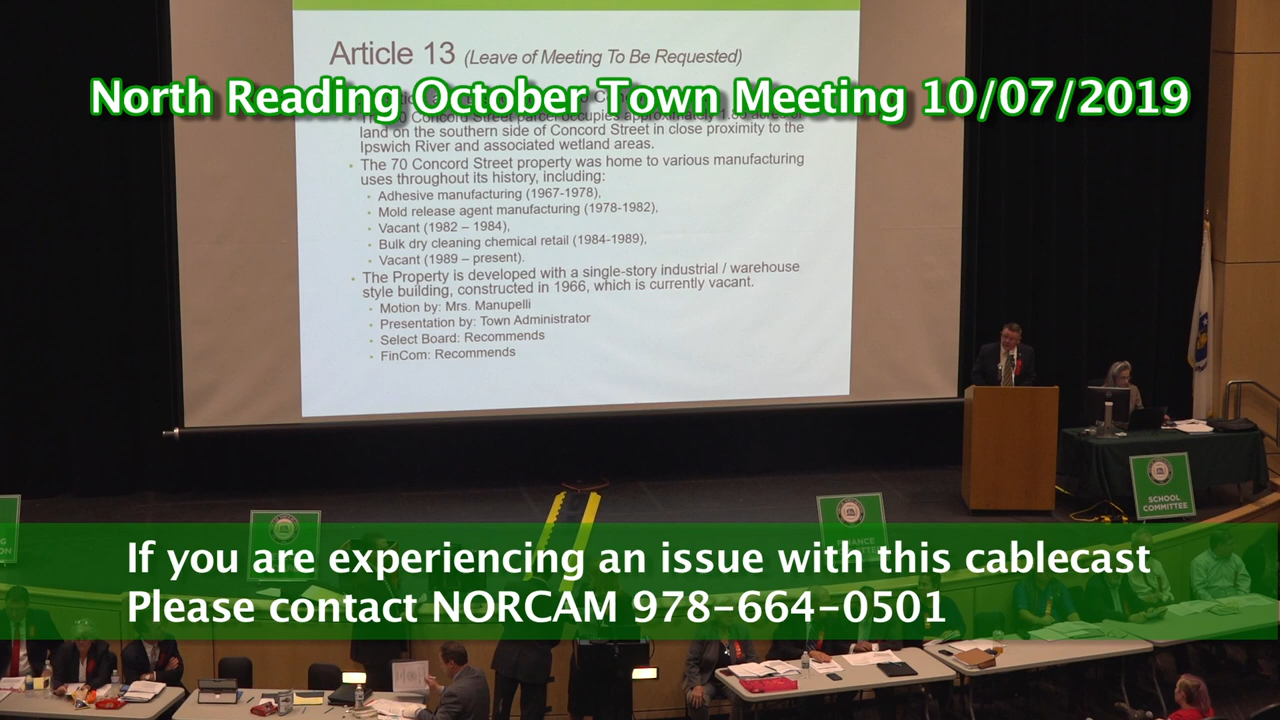 Article 13 (Leave of Meeting To Be Requested)
North Reading October Town Meeting 10/07/2019
70 Concord Street parcel occupies approximately
land on the southern side of Concord Street in close proximity to the
Ipswich River and associated wetland areas.
• The 70 Concord Street property was home to various manufacturing
uses throughout its history, including:
• Adhesive manufacturing (1967-1978),
• Mold release agent manufacturing (1978-1982),
• Vacant (1982 – 1984),
• Bulk dry cleaning chemical retail (1984-1989),
• Vacant (1989 – present).
• The Property is developed with a single-story industrial / warehouse
style building, constructed in 1966, which is currently vacant.
• Motion by: Mrs. Manupelli
• Presentation by: Town Administrator
• Select Board: Recommends
• FinCom: Recommends
SCHOOL
COMMITTEE
If you are experiencing an issue with this cablecast
Please contact NORCAM 978-664-0501